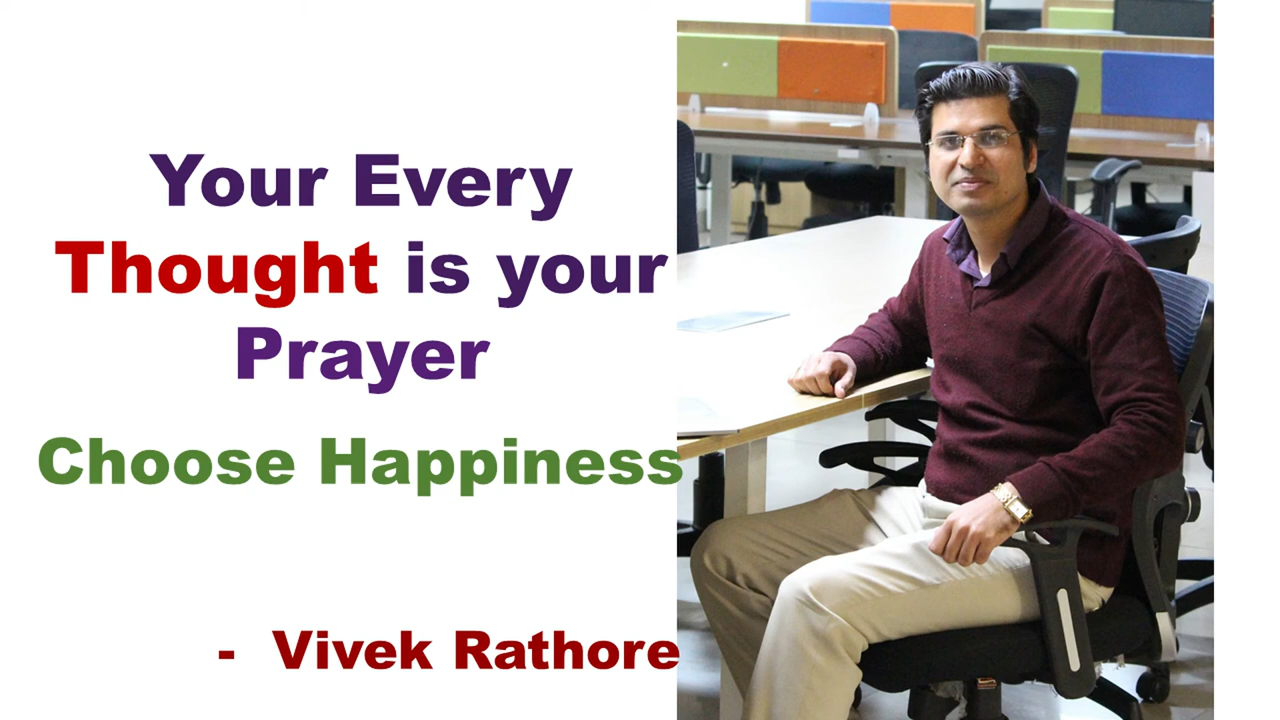 Your Every
Thought is your
Prayer
Choose Happiness
- Vivek Rathore